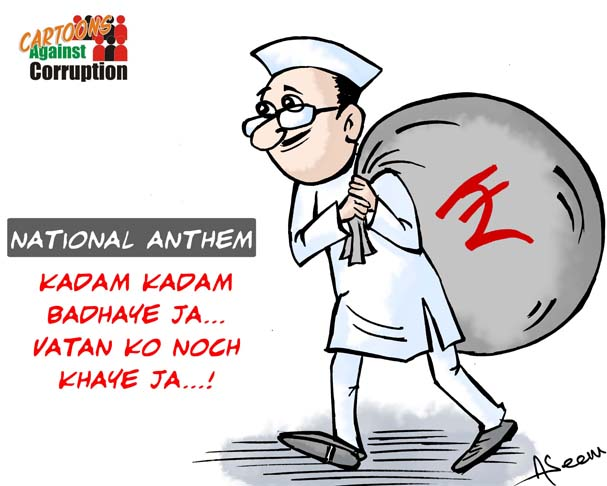 CARTOONS
Against
Corruption
NATIONAL ANTHEM
KADAM KADAM
BADHAYE JA...
VATAN KO NOCH
KHAYE JA...!
₹
ASeem